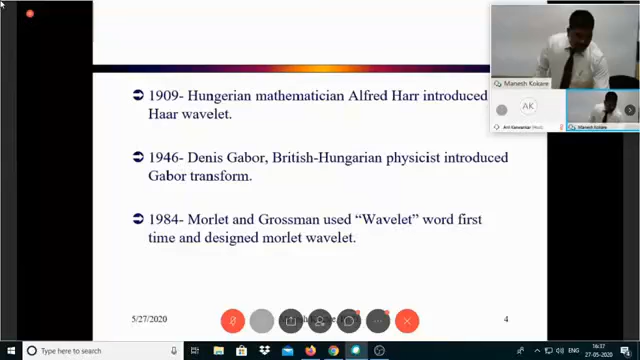 ➲ 1909- Hungerian mathematician Alfred Harr introduced
Haar wavelet.
➲ 1946- Denis Gabor, British-Hungarian physicist introduced
Gabor transform.
➲ 1984- Morlet and Grossman used “Wavelet” word first
time and designed morlet wavelet.
5/27/2020
4
Manesh Kokare
AK
Manesh Kokare
Type here to search
ENG
16:37
27-05-2020